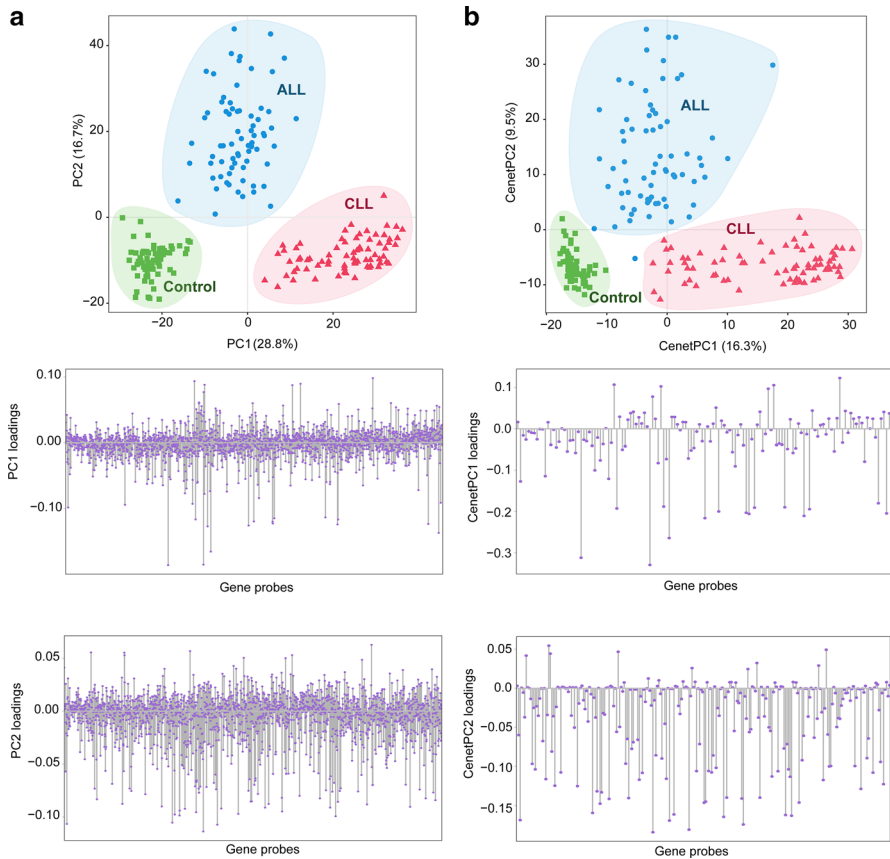 a
40
20
0
−20
PC2 (16.7%)
ALL
CLL
Control
−20
0
20
PC1 (28.8%)
0.10
0.00
−0.10
PC1 loadings
Gene probes
0.05
0.00
−0.05
−0.10
PC2 loadings
Gene probes
b
30
20
10
0
−10
CenetPC2 (9.5%)
ALL
CLL
Control
−20
−10
0
10
20
30
CenetPC1 (16.3%)
0.1
0.0
−0.1
−0.2
−0.3
CenetPC1 loadings
Gene probes
0.05
0.00
−0.05
−0.10
−0.15
CenetPC2 loadings
Gene probes